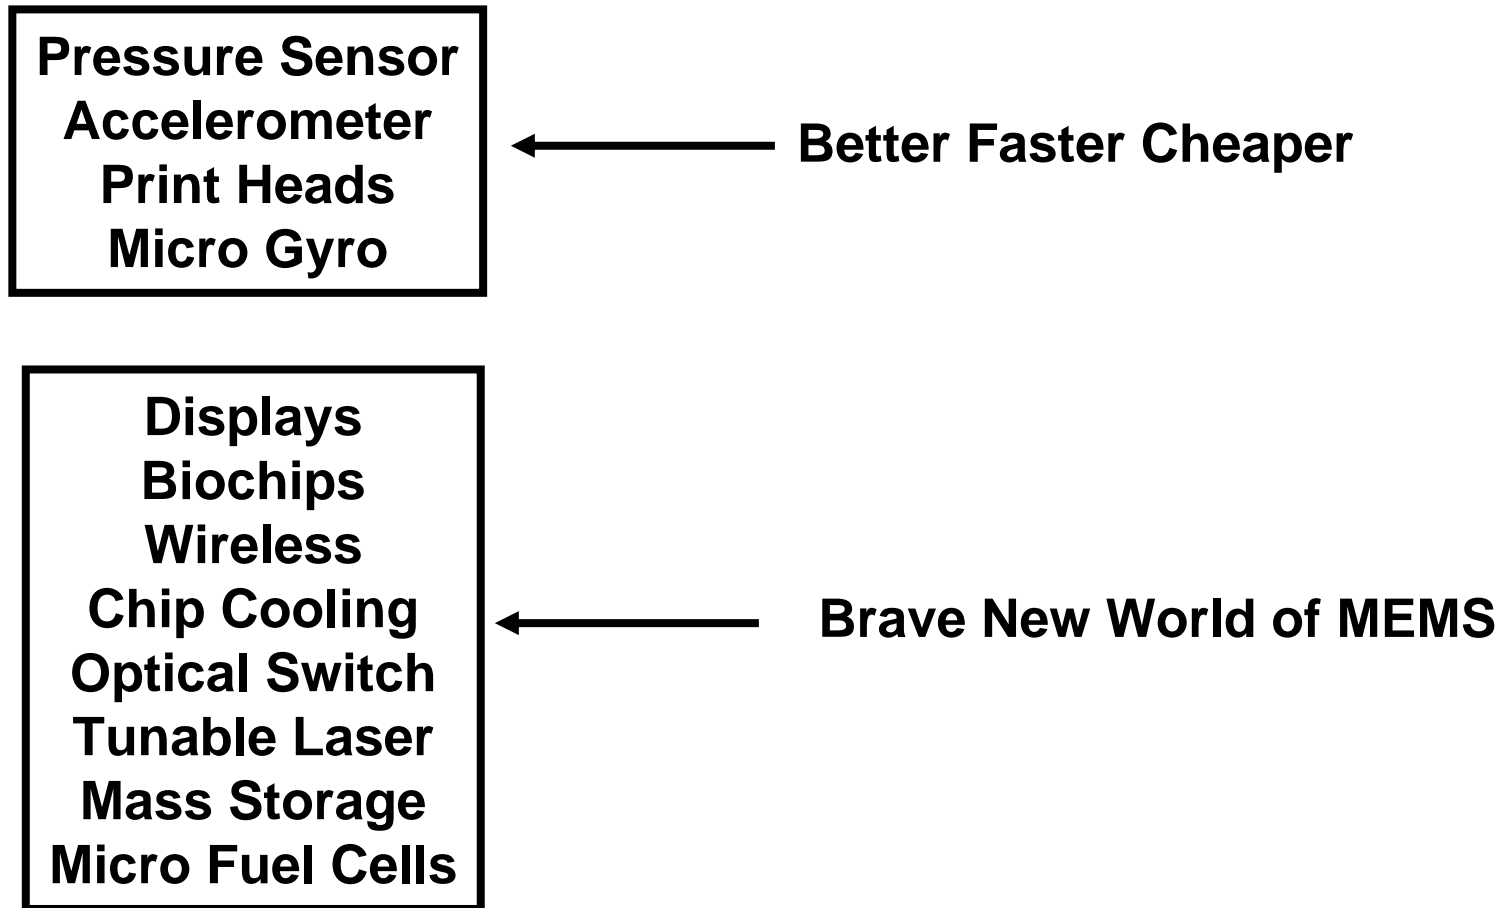 Pressure Sensor
Accelerometer
Print Heads
Micro Gyro
Better Faster Cheaper
Displays
Biochips
Wireless
Chip Cooling
Optical Switch
Tunable Laser
Mass Storage
Micro Fuel Cells
Brave New World of MEMS